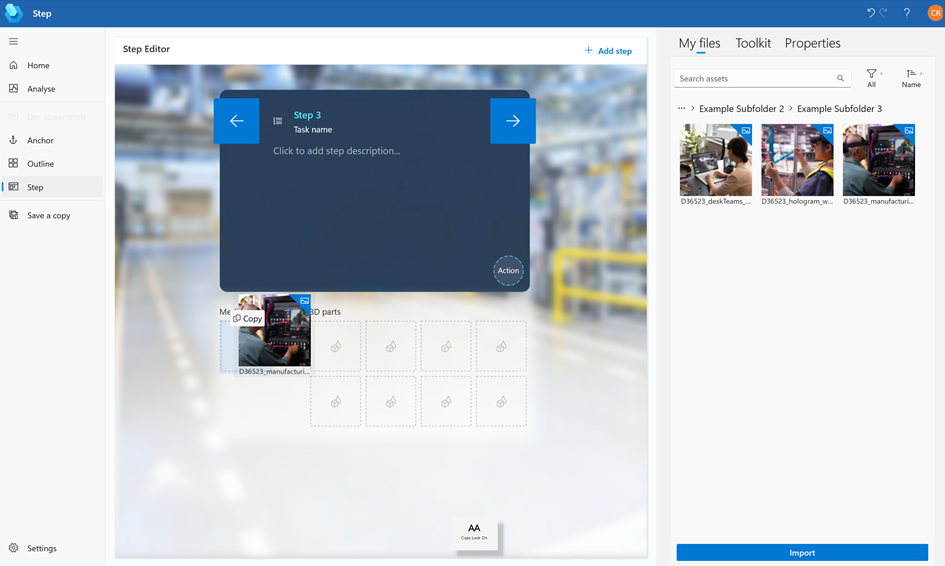 Step
?
CR
Home
Analyse
Doc screenshots
Anchor
Outline
Step
Save a copy
Settings
Step Editor
+ Add step
Step 3
Task name
Click to add step description...
Action
3D parts
Copy
D36523_manufacturi...
AA
Caps Lock On
My files
Toolkit
Properties
Search assets
All
Name
... > Example Subfolder 2 > Example Subfolder 3
D36523_deskTeams_...
D36523_hologram_w...
D36523_manufacturi...
Import